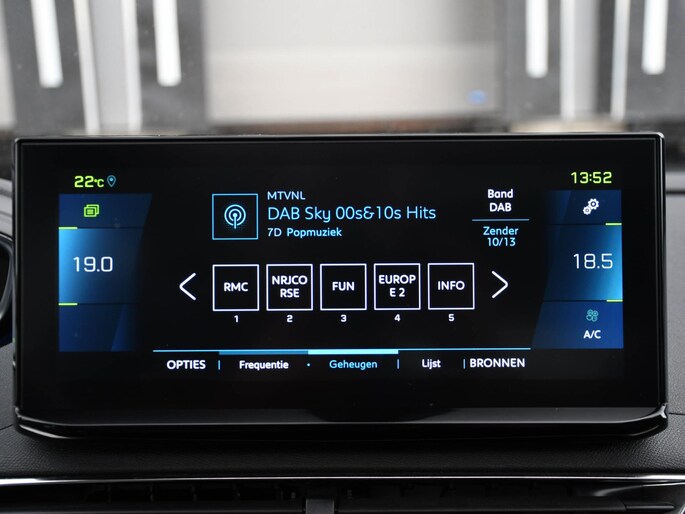 22°C
13:52
MTVNL
DAB Sky 00s&10s Hits
7D Popmuziek
Band
DAB
Zender
10/13
19.0
18.5
RMC
NRJCO
RSE
FUN
EUROP
E 2
INFO
1 2 3 4 5
A/C
OPTIES | Frequentie · Geheugen | Lijst | BRONNEN